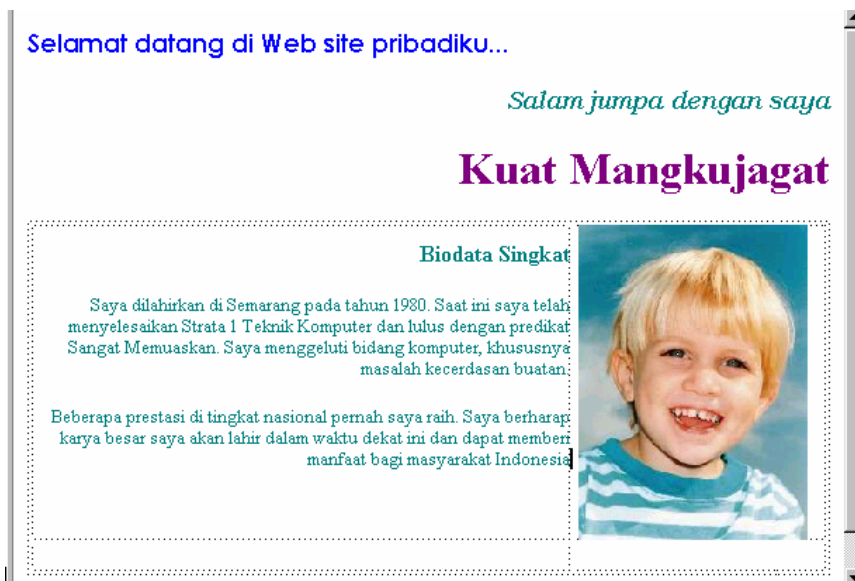 Selamat datang di Web site pribadiku...
Salam jumpa dengan saya
Kuat Mangkujagat
Biodata Singkat
Saya dilahirkan di Semarang pada tahun 1980. Saat ini saya telah
menyelesaikan Strata 1 Teknik Komputer dan lulus dengan predikat
Sangat Memuaskan. Saya menggeluti bidang komputer, khususnya
masalah kecerdasan buatan.
Beberapa prestasi di tingkat nasional pernah saya raih. Saya berharap
karya besar saya akan lahir dalam waktu dekat ini dan dapat memberi
manfaat bagi masyarakat Indonesia